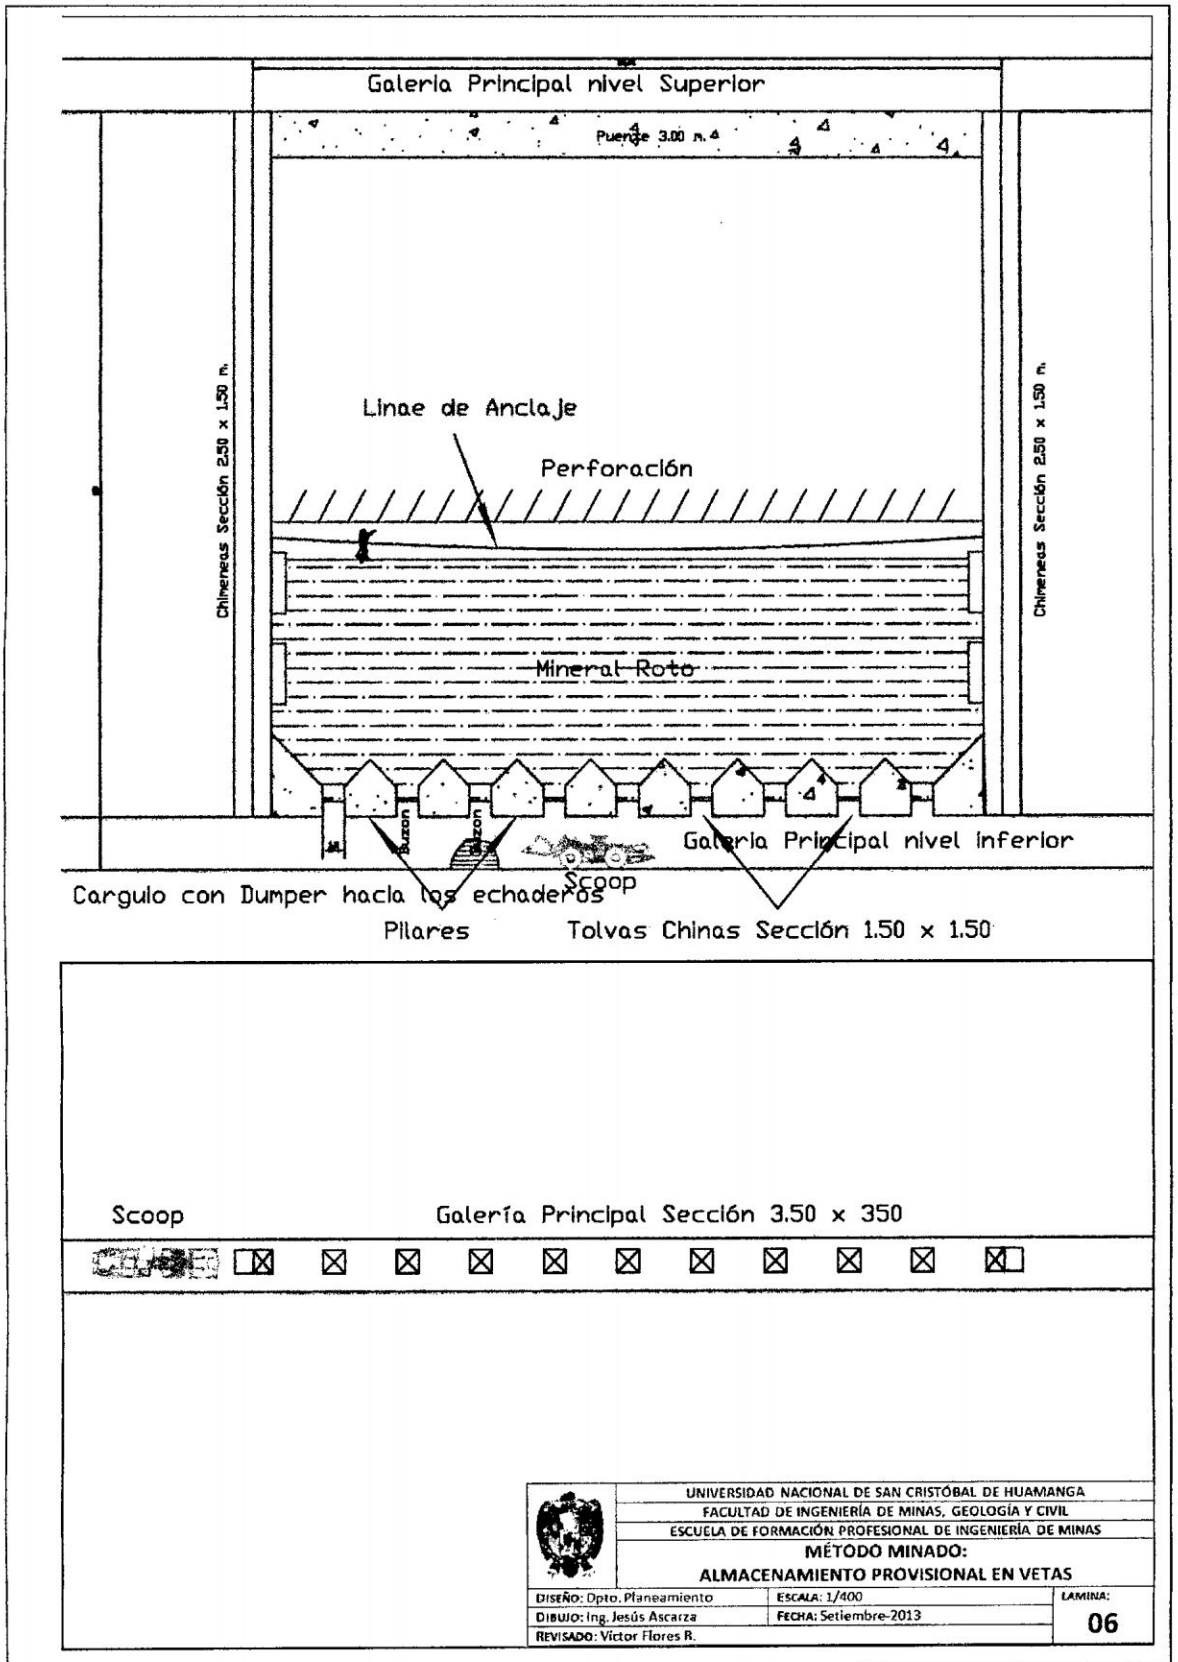 Galeria Principal nivel Superior
Puente 3.00 m.
Chimeneas Sección 2.50 x 1.50 m.
Chimeneas Sección 2.50 x 1.50 m.
Linae de Anclaje
Perforación
Mineral Roto
Buzon
Buzon
Galeria Principal nivel inferior
Scoop
Cargulo con Dumper hacia los echaderos
Pilares
Tolvas Chinas Sección 1.50 x 1.50
Scoop
Galería Principal Sección 3.50 x 350
UNIVERSIDAD NACIONAL DE SAN CRISTÓBAL DE HUAMANGA
FACULTAD DE INGENIERÍA DE MINAS, GEOLOGÍA Y CIVIL
ESCUELA DE FORMACIÓN PROFESIONAL DE INGENIERÍA DE MINAS
MÉTODO MINADO:
ALMACENAMIENTO PROVISIONAL EN VETAS
DISEÑO: Dpto. Planeamiento
ESCALA: 1/400
LAMINA:
DIBUJO: Ing. Jesús Ascarza
FECHA: Setiembre-2013
06
REVISADO: Víctor Flores R.